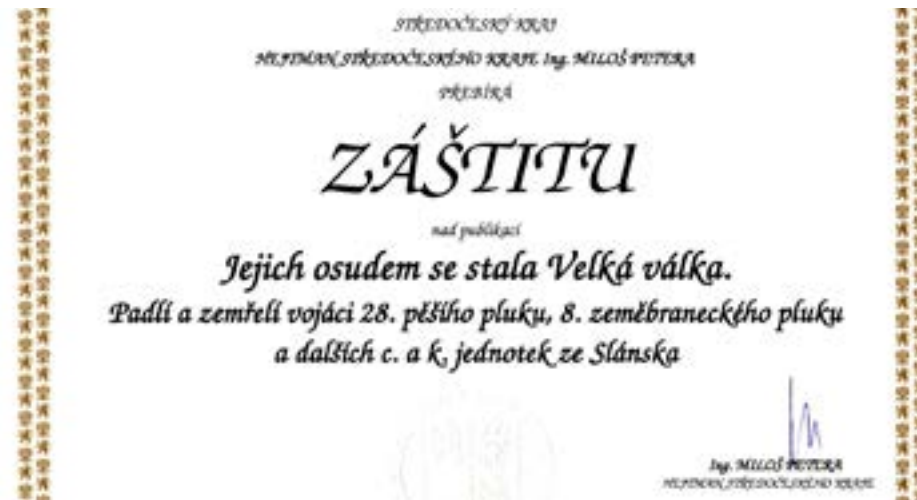 STŘEDOČESKÝ KRAJ
HEJTMAN STŘEDOČESKÉHO KRAJE Ing. MILOŠ PETERA
PŘEBÍRÁ
ZÁŠTITU
nad publikací
Jejich osudem se stala Velká válka.
Padlí a zemřelí vojáci 28. pěšího pluku, 8. zeměbraneckého pluku
a dalších c. a k. jednotek ze Slánska
Ing. MILOŠ PETERA
HEJTMAN STŘEDOČESKÉHO KRAJE